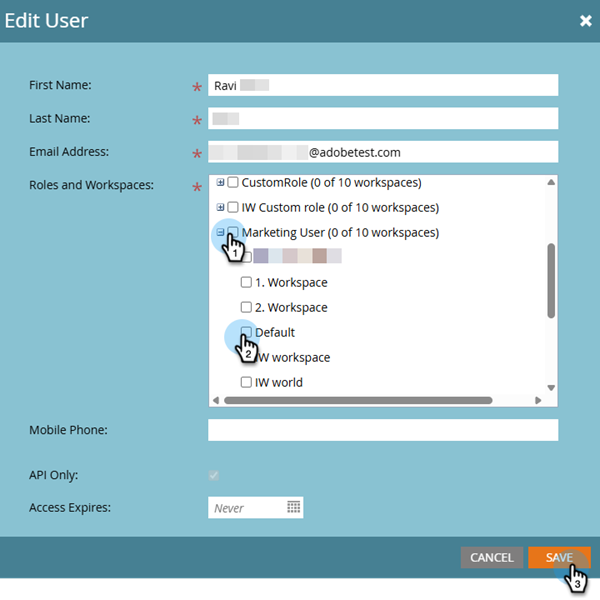 Edit User
First Name:
* Ravi
Last Name:
*
Email Address:
* @adobetest.com
Roles and Workspaces:
*
CustomRole (0 of 10 workspaces)
IW Custom role (0 of 10 workspaces)
Marketing User (0 of 10 workspaces)
1
1. Workspace
2. Workspace
Default
2
W workspace
IW world
Mobile Phone:
API Only:
Access Expires:
Never
CANCEL
SAVE
3